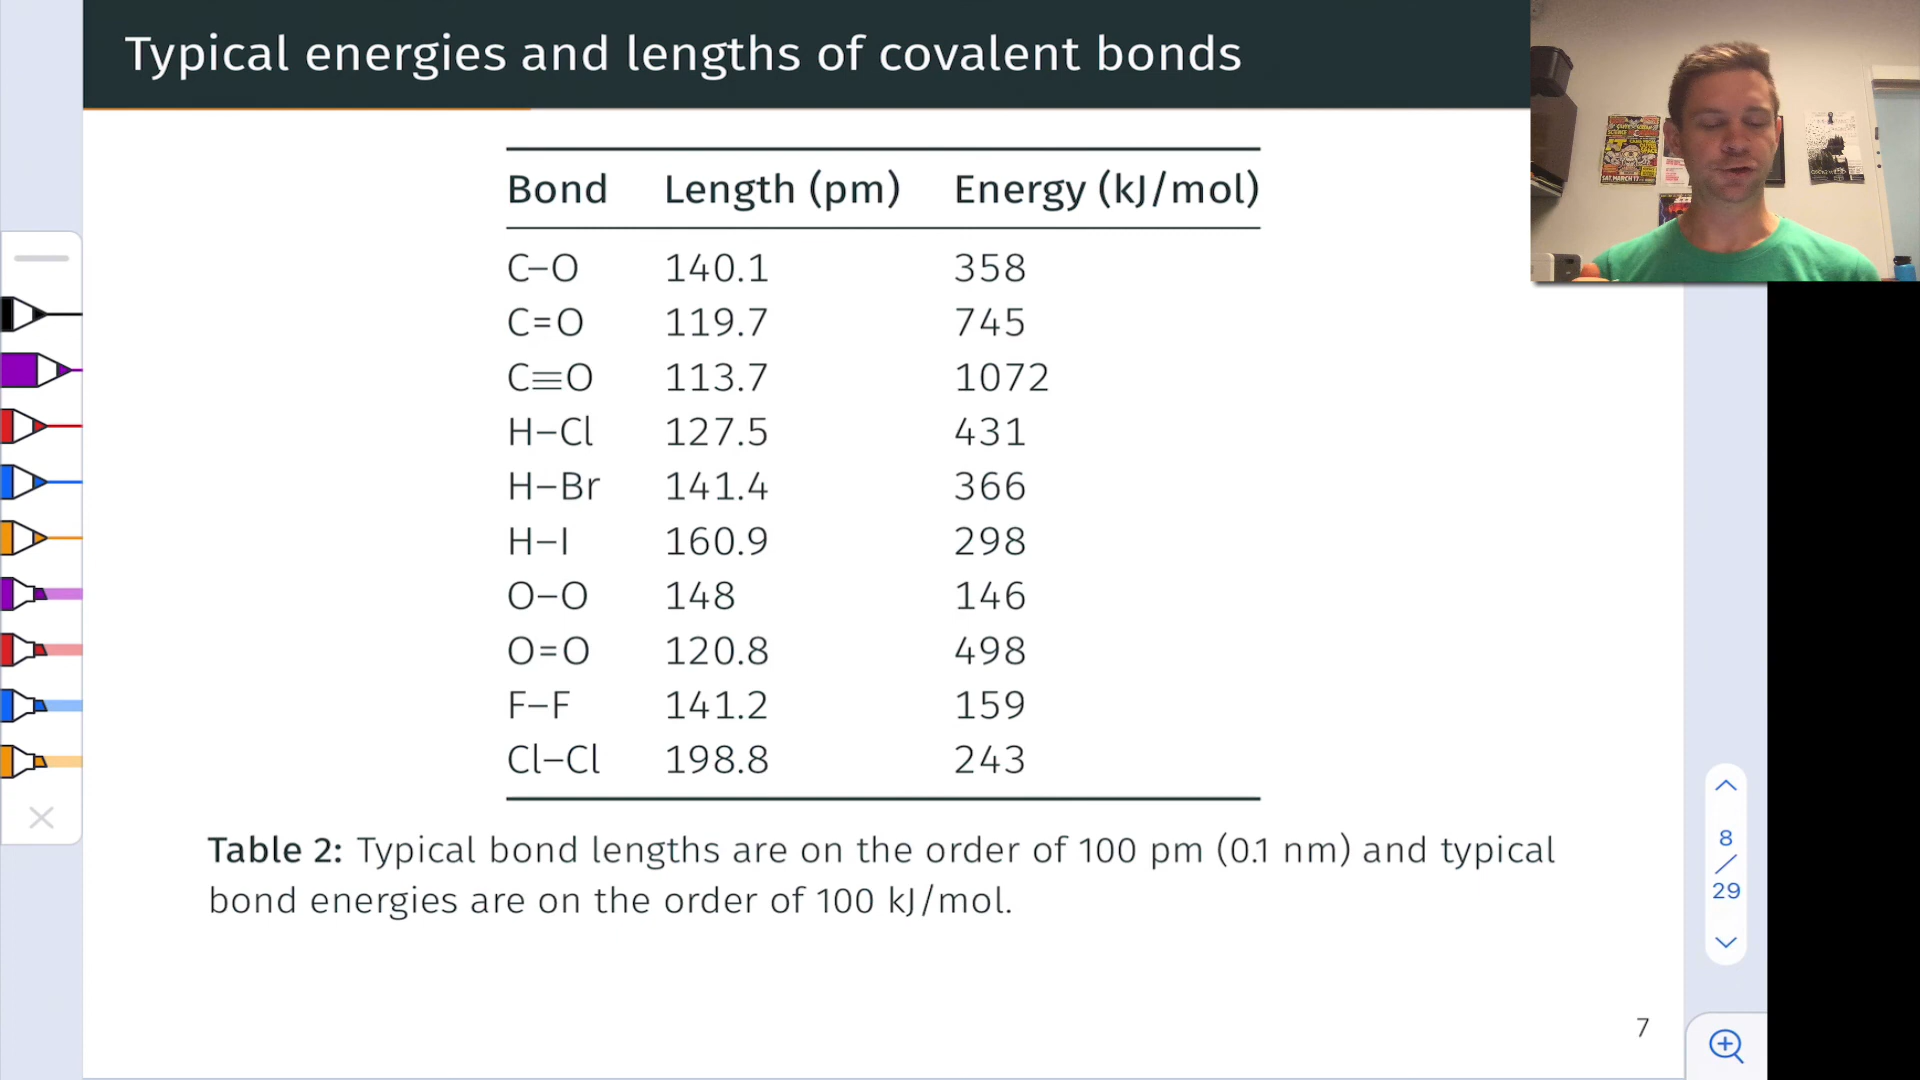 Typical energies and lengths of covalent bonds
Bond Length (pm) Energy (kJ/mol)
C–O 140.1 358
C=O 119.7 745
C≡O 113.7 1072
H–Cl 127.5 431
H–Br 141.4 366
H–I 160.9 298
O–O 148 146
O=O 120.8 498
F–F 141.2 159
Cl–Cl 198.8 243
Table 2: Typical bond lengths are on the order of 100 pm (0.1 nm) and typical
bond energies are on the order of 100 kJ/mol.
8
/
29
7